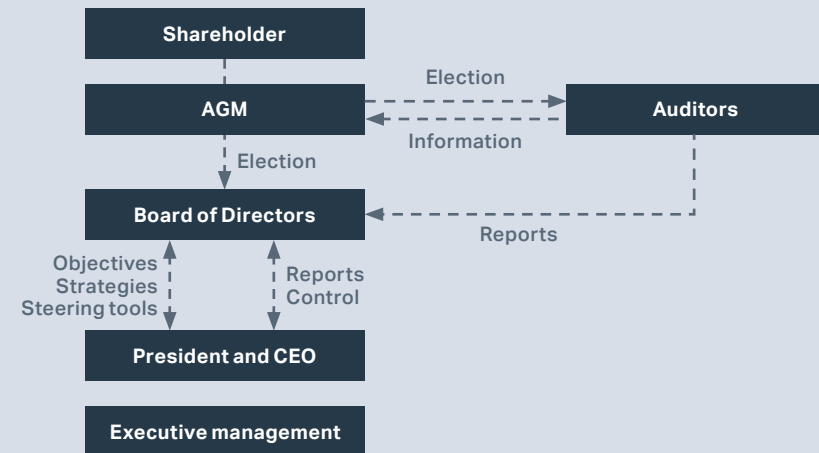 Shareholder
Election
AGM
Auditors
Information
Election
Board of Directors
Reports
Objectives
Strategies
Steering tools
Reports
Control
President and CEO
Executive management